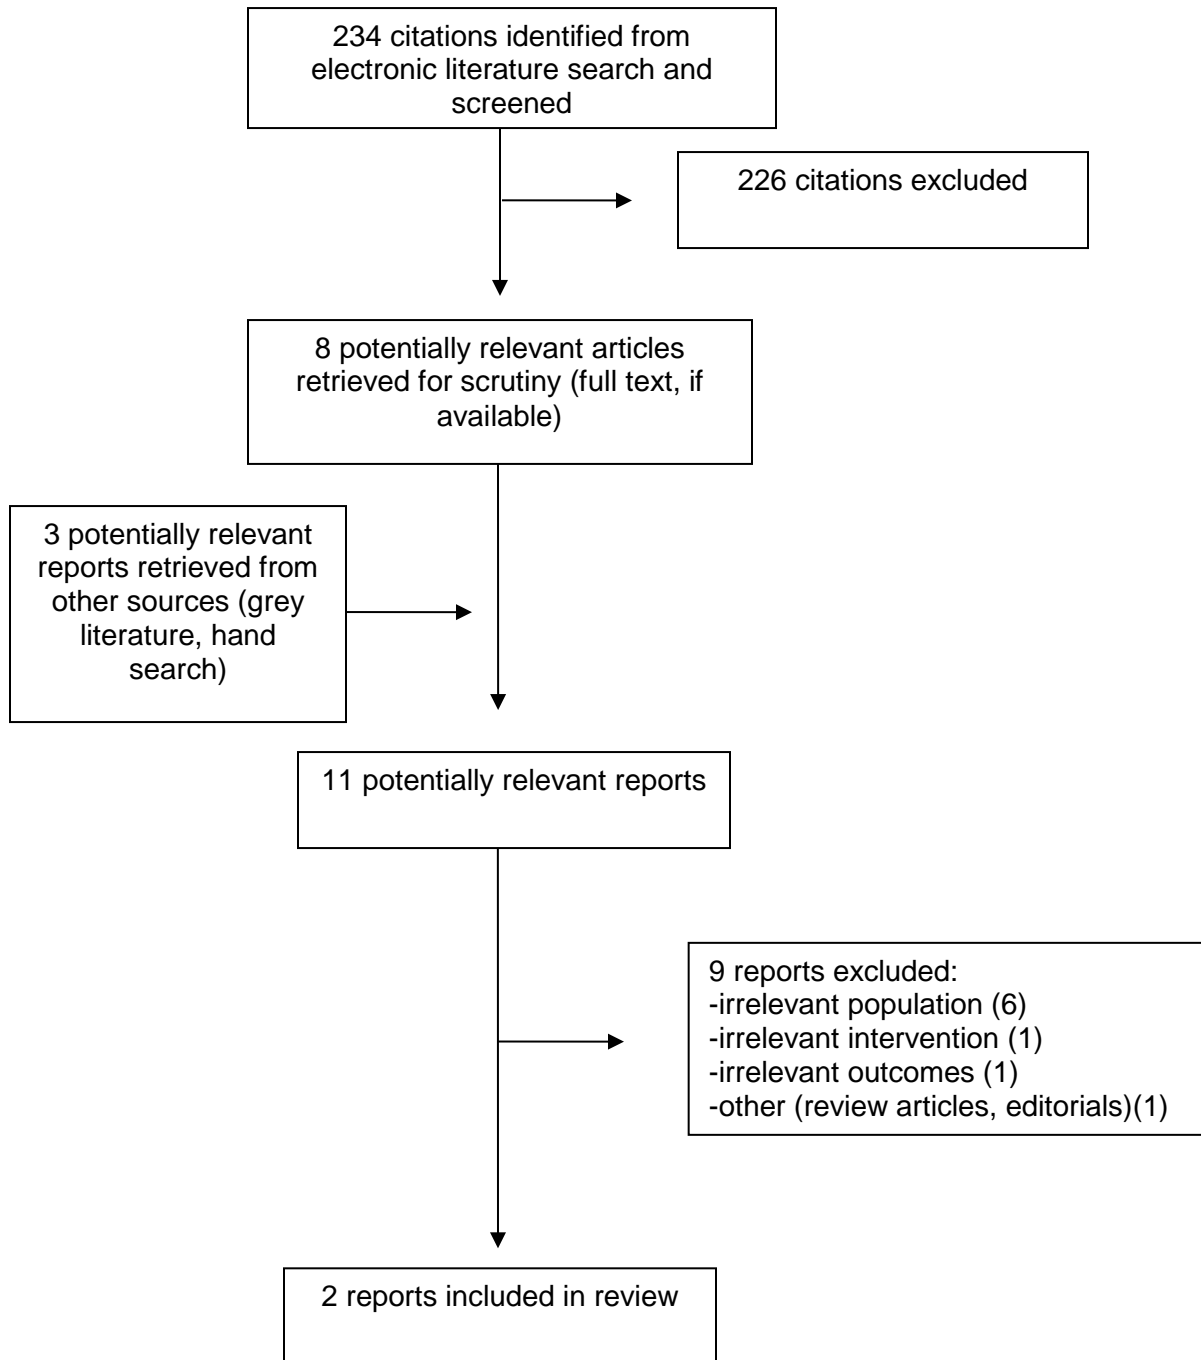 234 citations identified from
electronic literature search and
screened
226 citations excluded
8 potentially relevant articles
retrieved for scrutiny (full text, if
available)
3 potentially relevant
reports retrieved from
other sources (grey
literature, hand
search)
11 potentially relevant reports
9 reports excluded:
-irrelevant population (6)
-irrelevant intervention (1)
-irrelevant outcomes (1)
-other (review articles, editorials)(1)
2 reports included in review